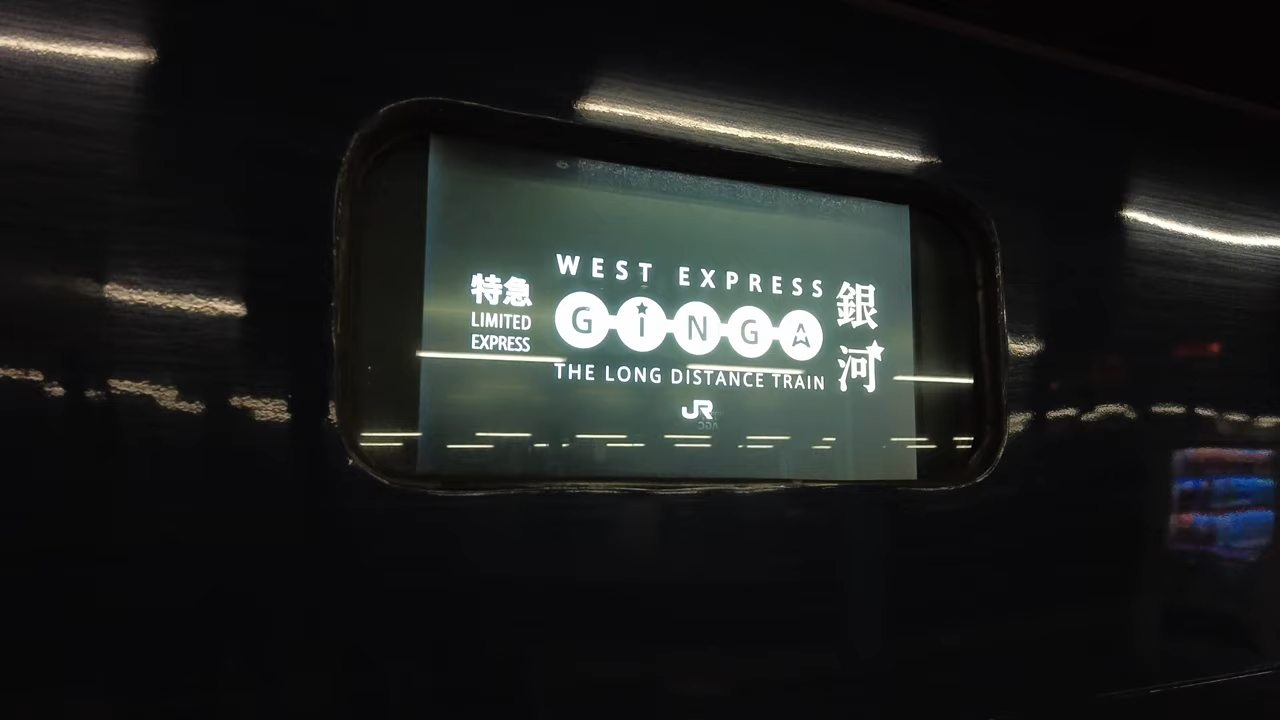 特急
LIMITED
EXPRESS
WEST EXPRESS
GiNGA
THE LONG DISTANCE TRAIN
JR
銀河